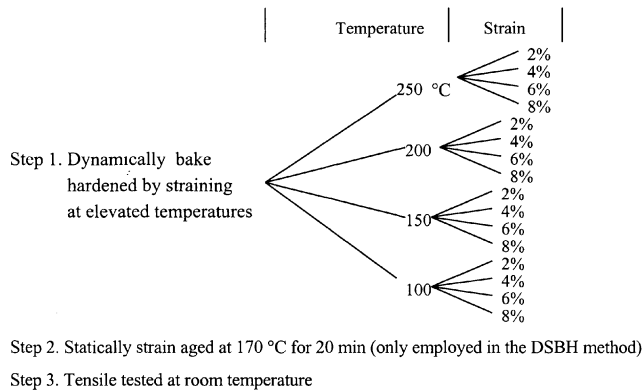 Temperature Strain
2%
4%
250 °C
6%
8%
2%
4%
200
6%
8%
Step 1. Dynamically bake
hardened by straining
at elevated temperatures
2%
4%
150
6%
8%
2%
4%
100
6%
8%
Step 2. Statically strain aged at 170 °C for 20 min (only employed in the DSBH method)
Step 3. Tensile tested at room temperature